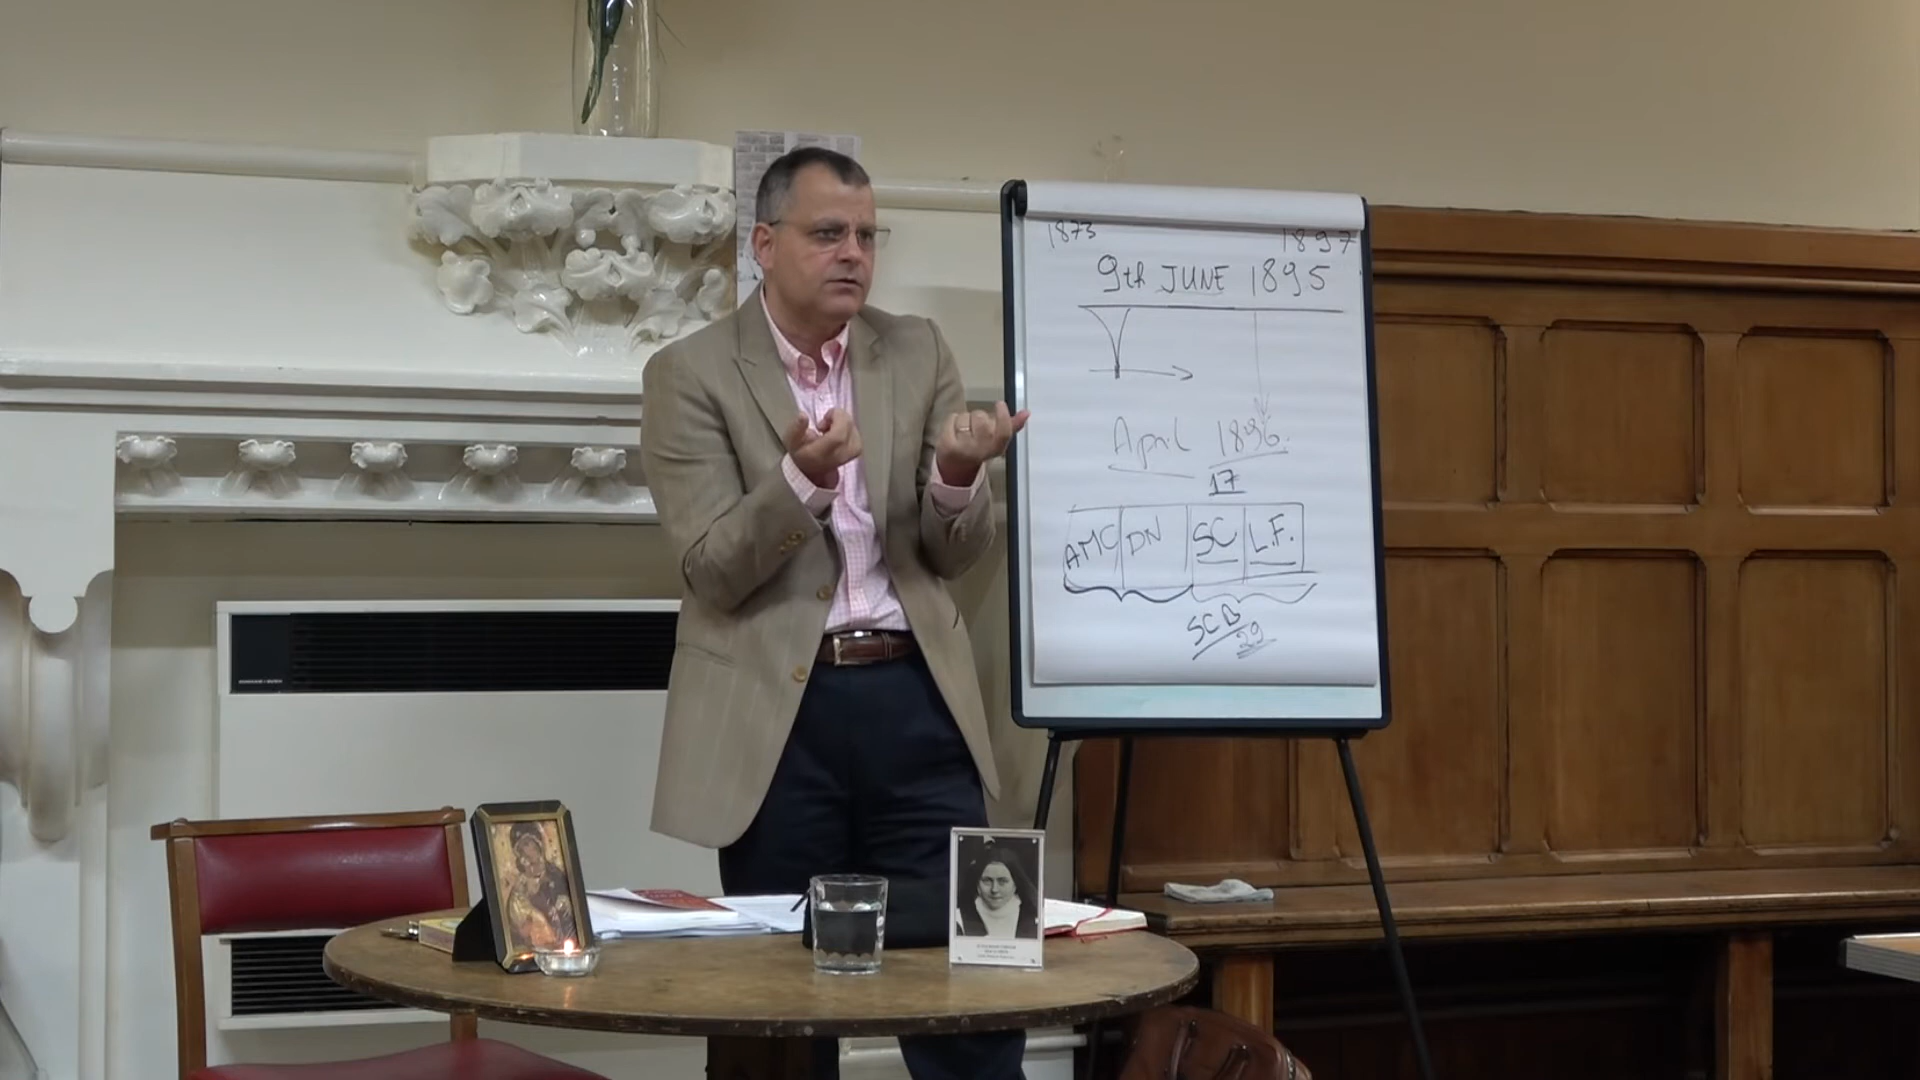 1873 1897
9th JUNE 1895
April 1896.
17
AMC DN SC L.F.
SCB
29